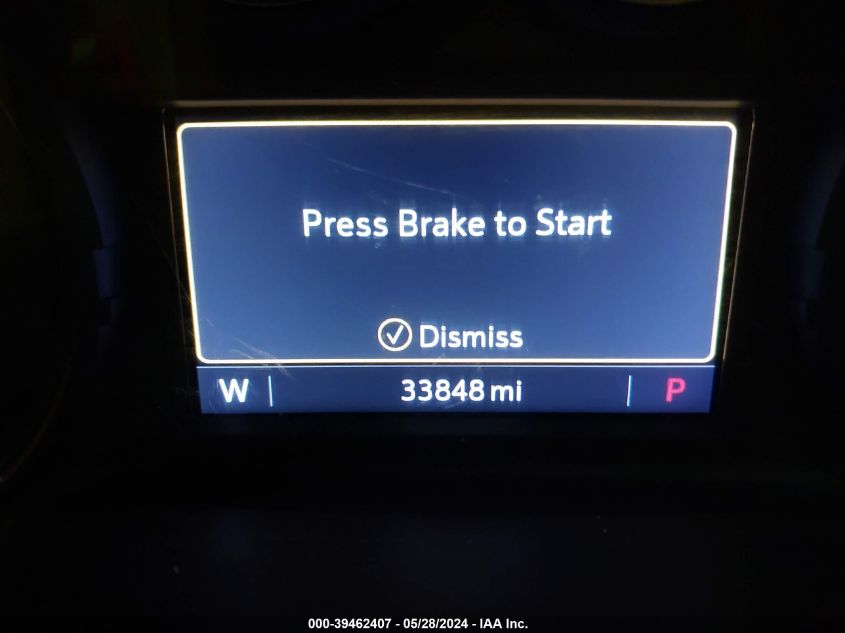 Press Brake to Start
Dismiss
W 33848 mi P
000-39462407 - 05/28/2024 - IAA Inc.